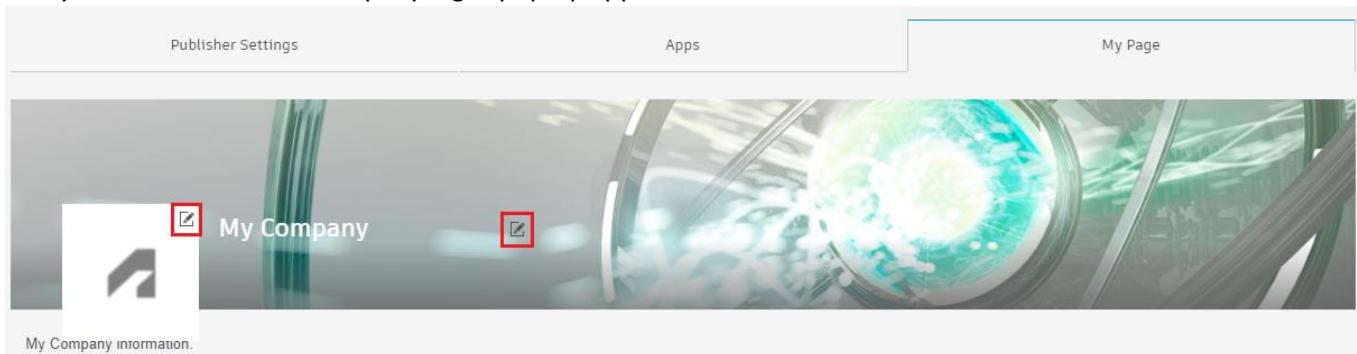 Publisher Settings
Apps
My Page
My Company
My Company Information.